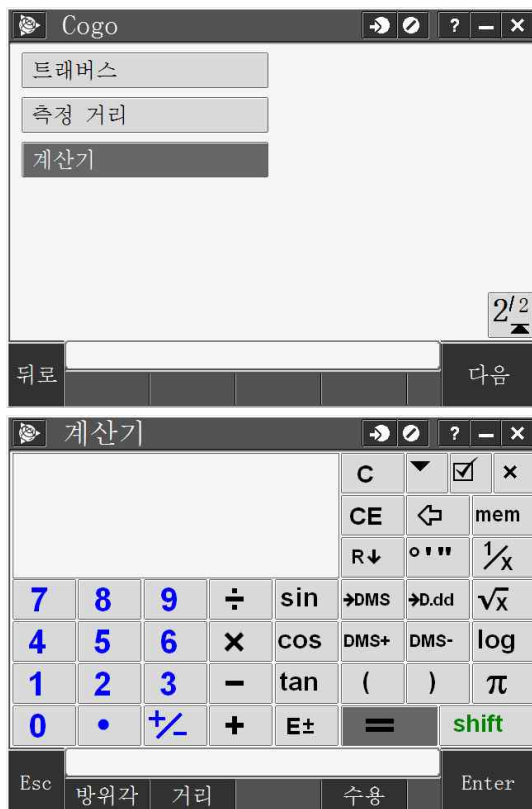 Cogo ? – ×
트래버스
측정 거리
계산기
2/2
뒤로 다음
계산기 ? – ×
C ×
CE mem
R↓ °'" 1/x
7 8 9 ÷ sin →DMS →D.dd √x
4 5 6 × cos DMS+ DMS- log
1 2 3 − tan ( ) π
0 • +/− + E± = shift
Esc 방위각 거리 수용 Enter